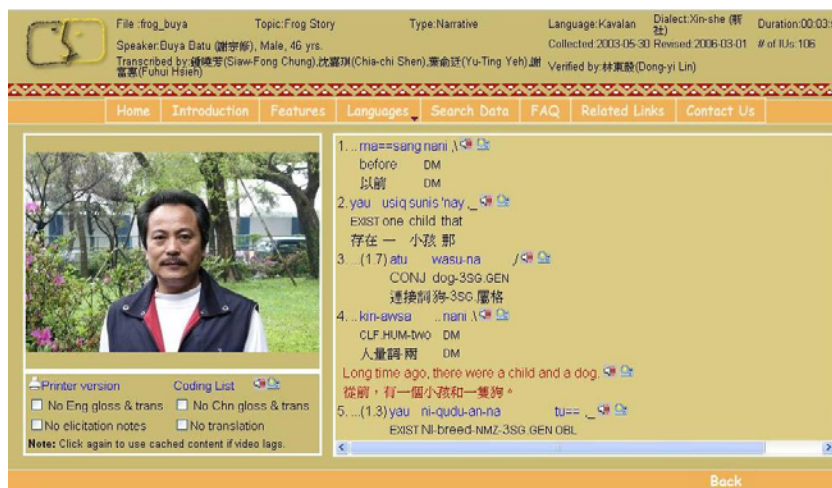 File :frog_buya Topic:Frog Story Type:Narrative Language:Kavalan Dialect:Xin-she (新社) Duration:00:03:
Speaker:Buya Batu (謝宗修), Male, 46 yrs. Collected:2003-05-30 Revised:2006-03-01 # of IUs:106
Transcribed by:鍾曉芳(Siaw-Fong Chung),沈嘉琪(Chia-chi Shen),葉俞廷(Yu-Ting Yeh),謝富惠(Fuhui Hsieh) Verified by:林東毅(Dong-yi Lin)
Home Introduction Features Languages Search Data FAQ Related Links Contact Us
1. .. ma==sang nani ,\
before DM
以前 DM
2. yau usiq sunis 'nay ,_
EXIST one child that
存在 一 小孩 那
3. ...(1.7) atu wasu-na /
CONJ dog-3SG.GEN
連接詞 狗-3SG.屬格
4. .. kin-awsa ..nani .\
CLF.HUM-two DM
人量詞-兩 DM
Long time ago, there were a child and a dog.
從前，有一個小孩和一隻狗。
5. ...(1.3) yau ni-qudu-an-na tu== ._
EXIST NI-breed-NMZ-3SG.GEN OBL
Printer version Coding List
No Eng gloss & trans No Chn gloss & trans
No elicitation notes No translation
Note: Click again to use cached content if video lags.
Back